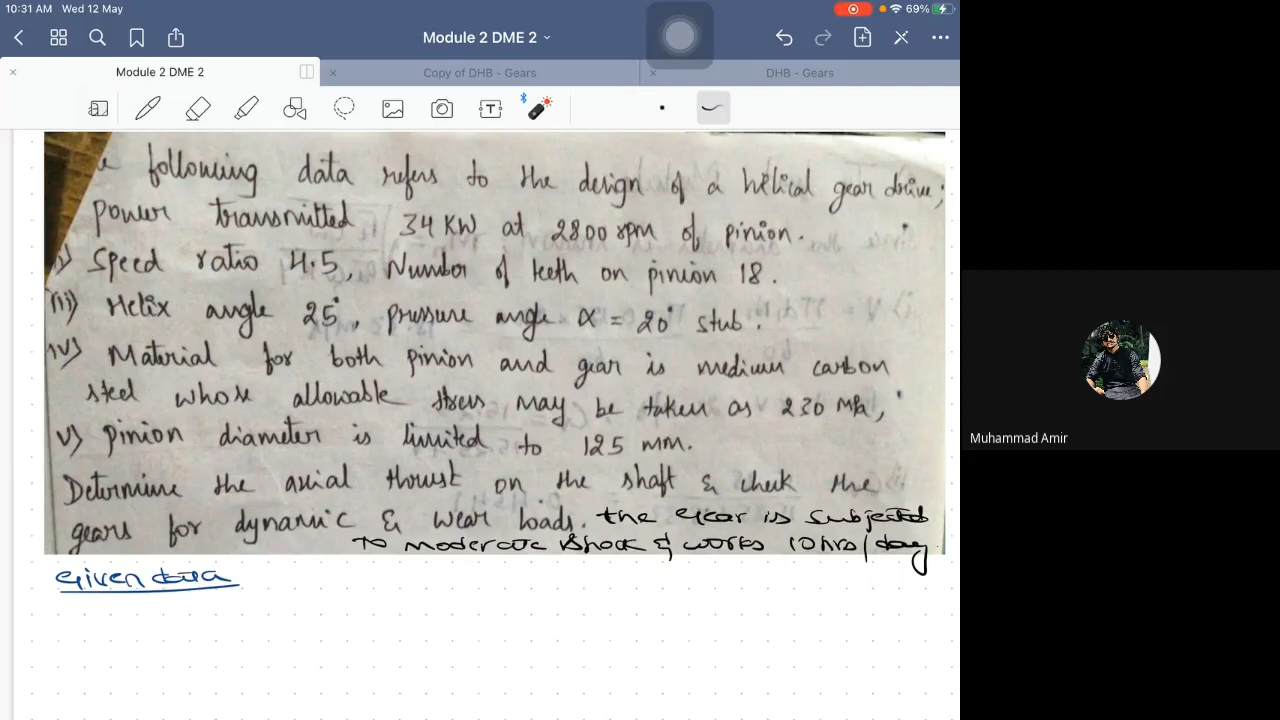 10:31 AM Wed 12 May
69%
Module 2 DME 2
Module 2 DME 2
Copy of DHB - Gears
DHB - Gears
following data refers to the design of a helical gear drive;
power transmitted 34 KW at 2800 rpm of pinion.
Speed ratio 4.5, Number of teeth on pinion 18.
iii) Helix angle 25°, pressure angle α = 20° stub.
iv) Material for both pinion and gear is medium carbon
steel whose allowable stress may be taken as 230 MPa,
v) pinion diameter is limited to 125 mm.
Determine the axial thrust on the shaft & check the
gears for dynamic & wear loads. the gear is subjected
to moderate shock & works 10 hrs/day
Given data
Muhammad Amir